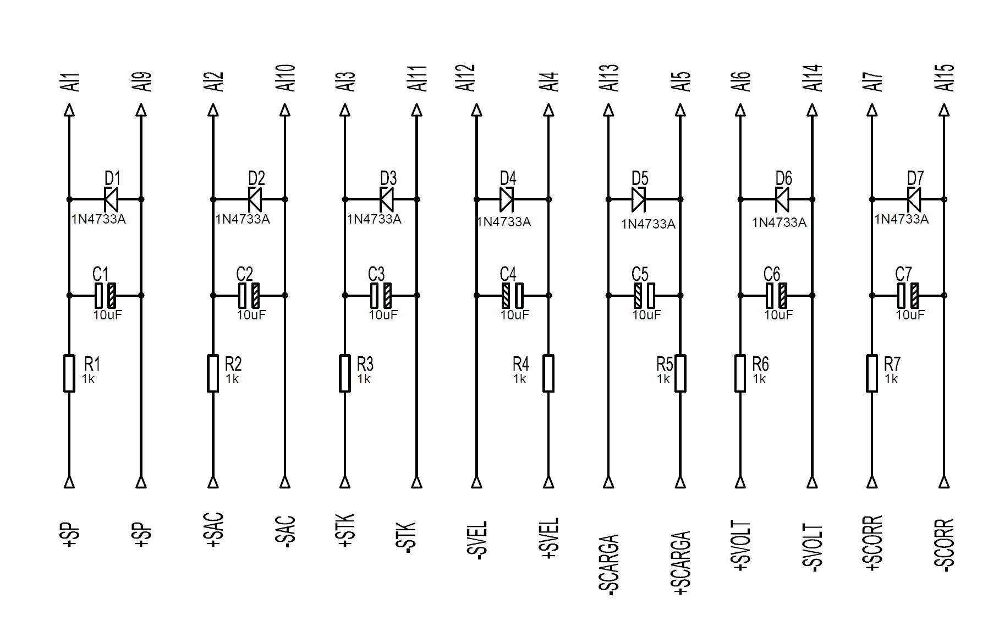 AI1
AI9
AI2
AI10
AI3
AI11
AI12
AI4
AI13
AI5
AI6
AI14
AI7
AI15
D1
D2
D3
D4
D5
D6
D7
1N4733A
1N4733A
1N4733A
1N4733A
1N4733A
1N4733A
1N4733A
C1
C2
C3
C4
C5
C6
C7
10uF
10uF
10uF
10uF
10uF
10uF
10uF
R1
R2
R3
R4
R5
R6
R7
1k
1k
1k
1k
1k
1k
1k
+SP
+SP
+SAC
-SAC
+STK
-STK
-SVEL
+SVEL
-SCARGA
+SCARGA
+SVOLT
-SVOLT
+SCORR
-SCORR